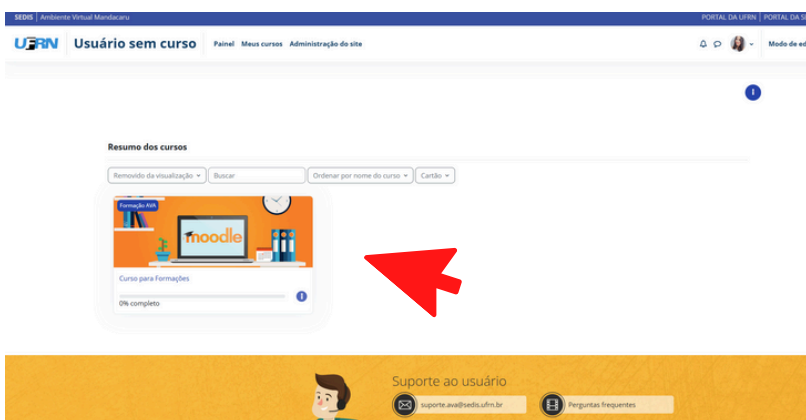 SEDIS | Ambiente Virtual Mandacaru
PORTAL DA UFRN | PORTAL DA
UFRN
Usuário sem curso
Painel Meus cursos Administração do site
Modo de
Resumo dos cursos
Removido da visualização
Buscar
Ordenar por nome do curso
Cartão
Formação AVA
moodle
Curso para Formações
0% completo
Suporte ao usuário
suporte.ava@sedis.ufrn.br
Perguntas frequentes